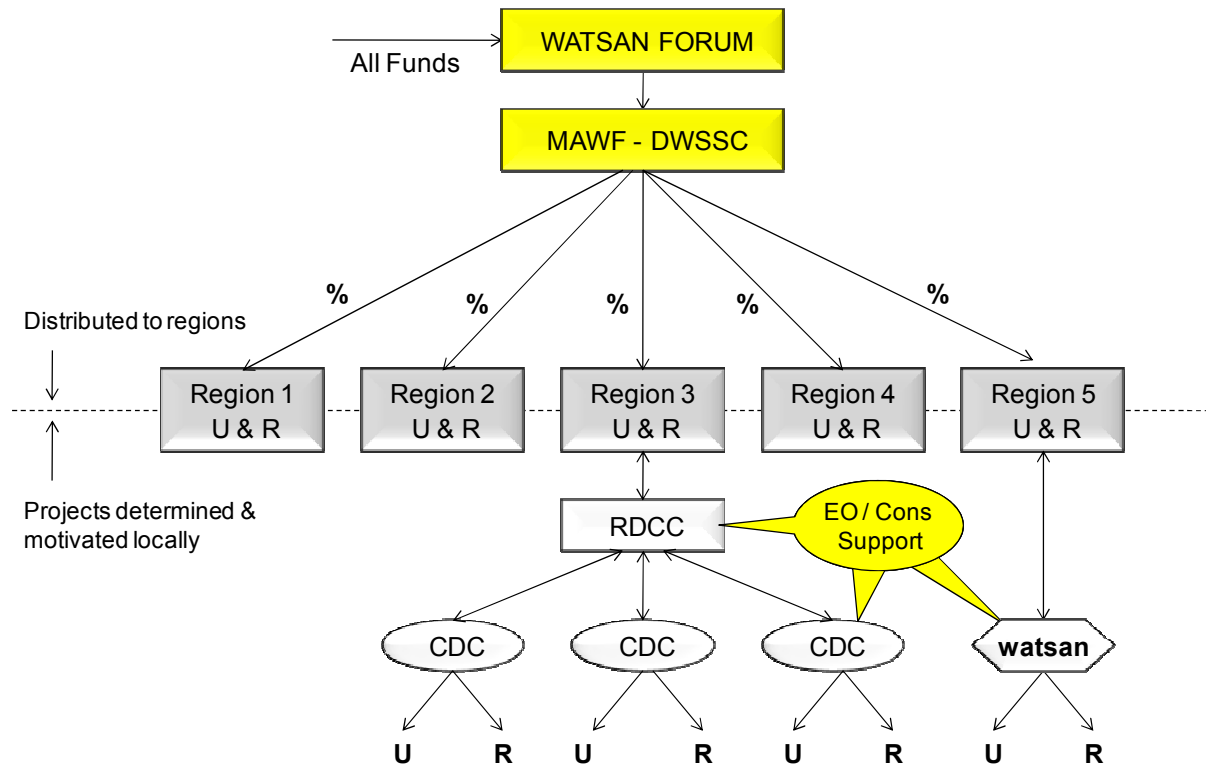 WATSAN FORUM
All Funds
MAWF - DWSSC
% % % % %
Distributed to regions
Region 1
U & R
Region 2
U & R
Region 3
U & R
Region 4
U & R
Region 5
U & R
Projects determined &
motivated locally
RDCC
EO / Cons
Support
CDC
CDC
CDC
watsan
U R U R U R U R